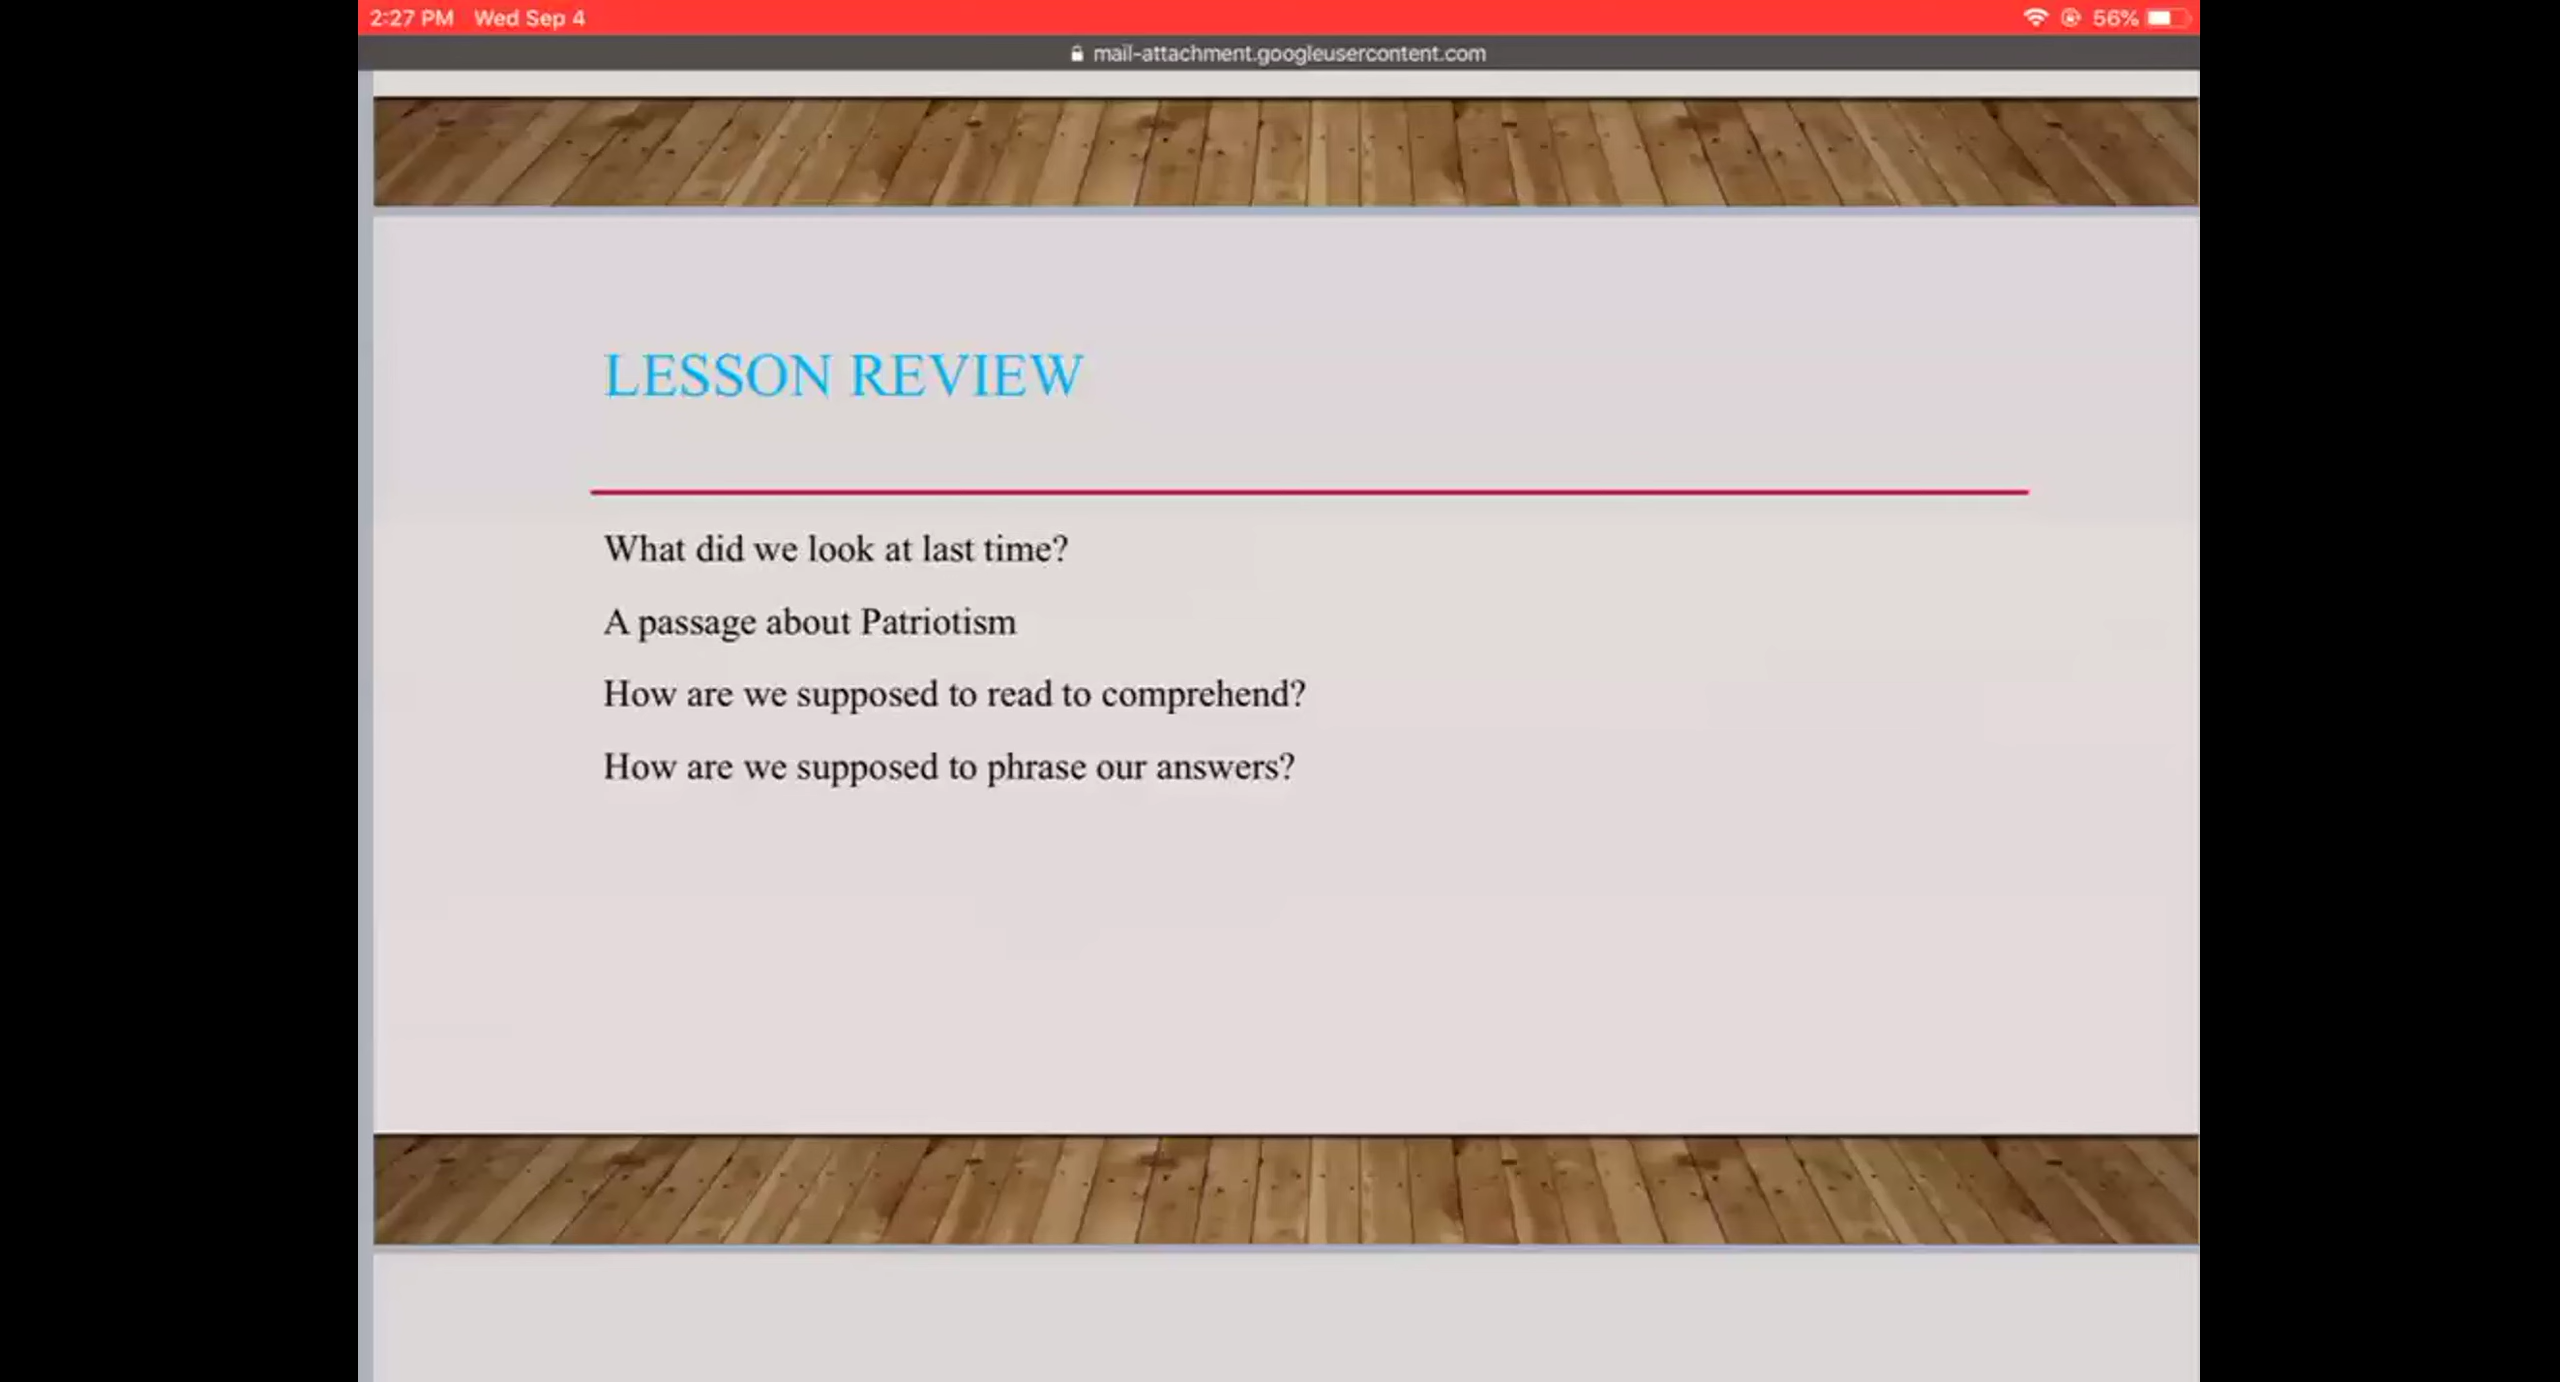 2:27 PM Wed Sep 4 56%
mail-attachment.googleusercontent.com
LESSON REVIEW
What did we look at last time?
A passage about Patriotism
How are we supposed to read to comprehend?
How are we supposed to phrase our answers?